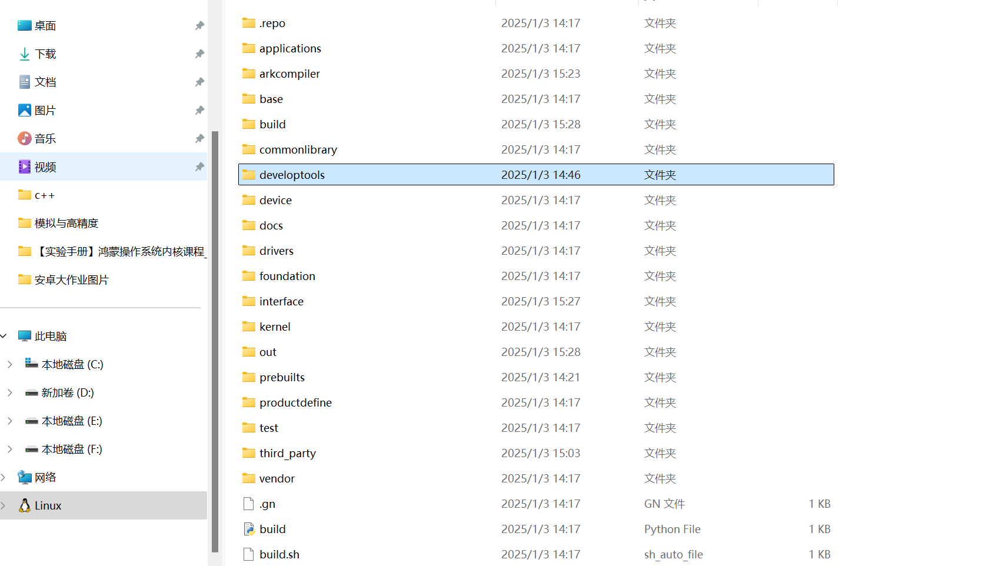 桌面
下载
文档
图片
音乐
视频
c++
模拟与高精度
【实验手册】鸿蒙操作系统内核课程_
安卓大作业图片
此电脑
本地磁盘 (C:)
新加卷 (D:)
本地磁盘 (E:)
本地磁盘 (F:)
网络
Linux
.repo 2025/1/3 14:17 文件夹
applications 2025/1/3 14:17 文件夹
arkcompiler 2025/1/3 15:23 文件夹
base 2025/1/3 14:17 文件夹
build 2025/1/3 15:28 文件夹
commonlibrary 2025/1/3 14:17 文件夹
developtools 2025/1/3 14:46 文件夹
device 2025/1/3 14:17 文件夹
docs 2025/1/3 14:17 文件夹
drivers 2025/1/3 14:17 文件夹
foundation 2025/1/3 14:17 文件夹
interface 2025/1/3 15:27 文件夹
kernel 2025/1/3 14:17 文件夹
out 2025/1/3 15:28 文件夹
prebuilts 2025/1/3 14:21 文件夹
productdefine 2025/1/3 14:17 文件夹
test 2025/1/3 14:17 文件夹
third_party 2025/1/3 15:03 文件夹
vendor 2025/1/3 14:17 文件夹
.gn 2025/1/3 14:17 GN 文件 1 KB
build 2025/1/3 14:17 Python File 1 KB
build.sh 2025/1/3 14:17 sh_auto_file 1 KB